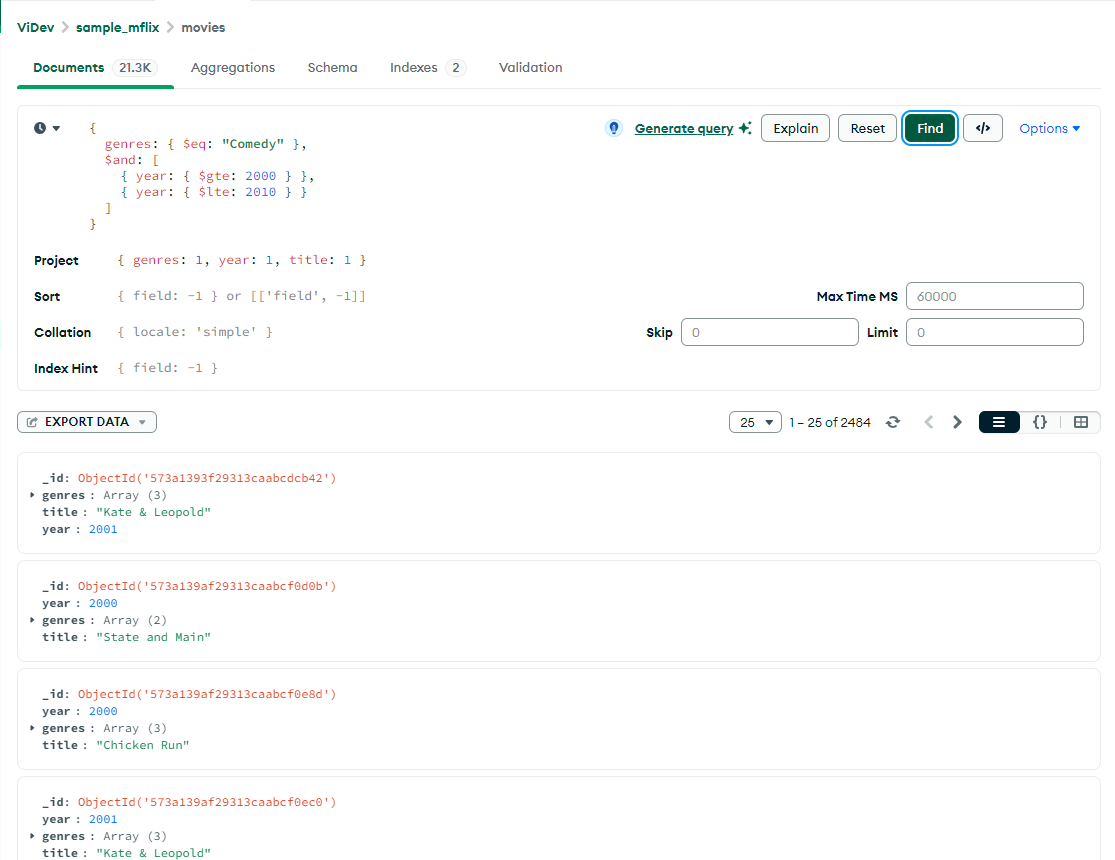 ViDev > sample_mflix > movies
Documents 21.3K Aggregations Schema Indexes 2 Validation
{
genres: { $eq: "Comedy" },
$and: [
{ year: { $gte: 2000 } },
{ year: { $lte: 2010 } }
]
}
Generate query Explain Reset Find </> Options
Project { genres: 1, year: 1, title: 1 }
Sort { field: -1 } or [['field', -1]]
Max Time MS 60000
Collation { locale: 'simple' }
Skip 0 Limit 0
Index Hint { field: -1 }
EXPORT DATA 25 1 – 25 of 2484 {}
_id: ObjectId('573a1393f29313caabcdcb42')
genres : Array (3)
title : "Kate & Leopold"
year : 2001
_id: ObjectId('573a139af29313caabcf0d0b')
year : 2000
genres : Array (2)
title : "State and Main"
_id: ObjectId('573a139af29313caabcf0e8d')
year : 2000
genres : Array (3)
title : "Chicken Run"
_id: ObjectId('573a139af29313caabcf0ec0')
year : 2001
genres : Array (3)
title : "Kate & Leopold"